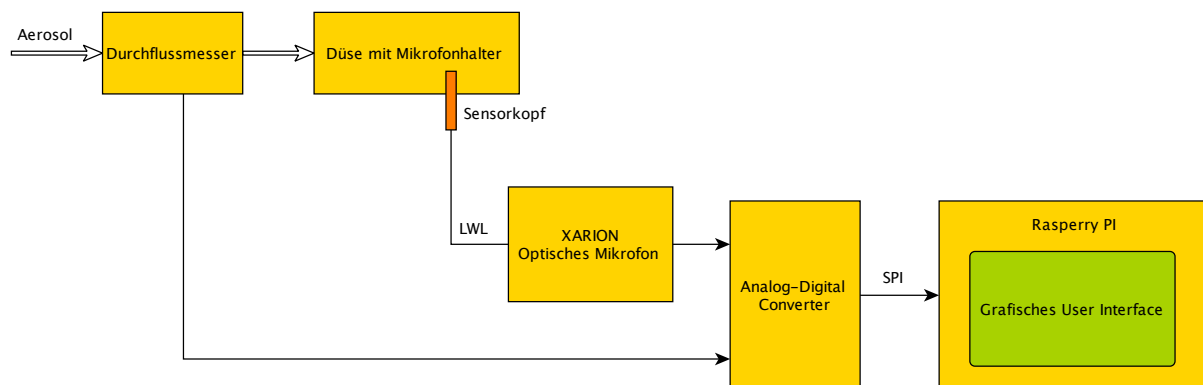 Aerosol
Durchflussmesser
Düse mit Mikrofonhalter
Sensorkopf
LWL
XARION
Optisches Mikrofon
Analog-Digital
Converter
SPI
Rasperry PI
Grafisches User Interface